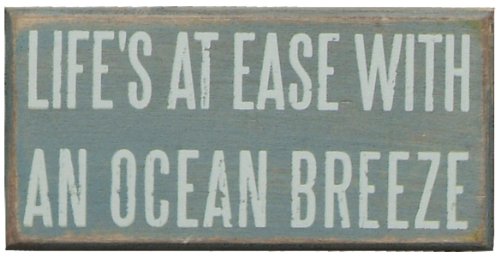 LIFE'S AT EASE WITH
AN OCEAN BREEZE